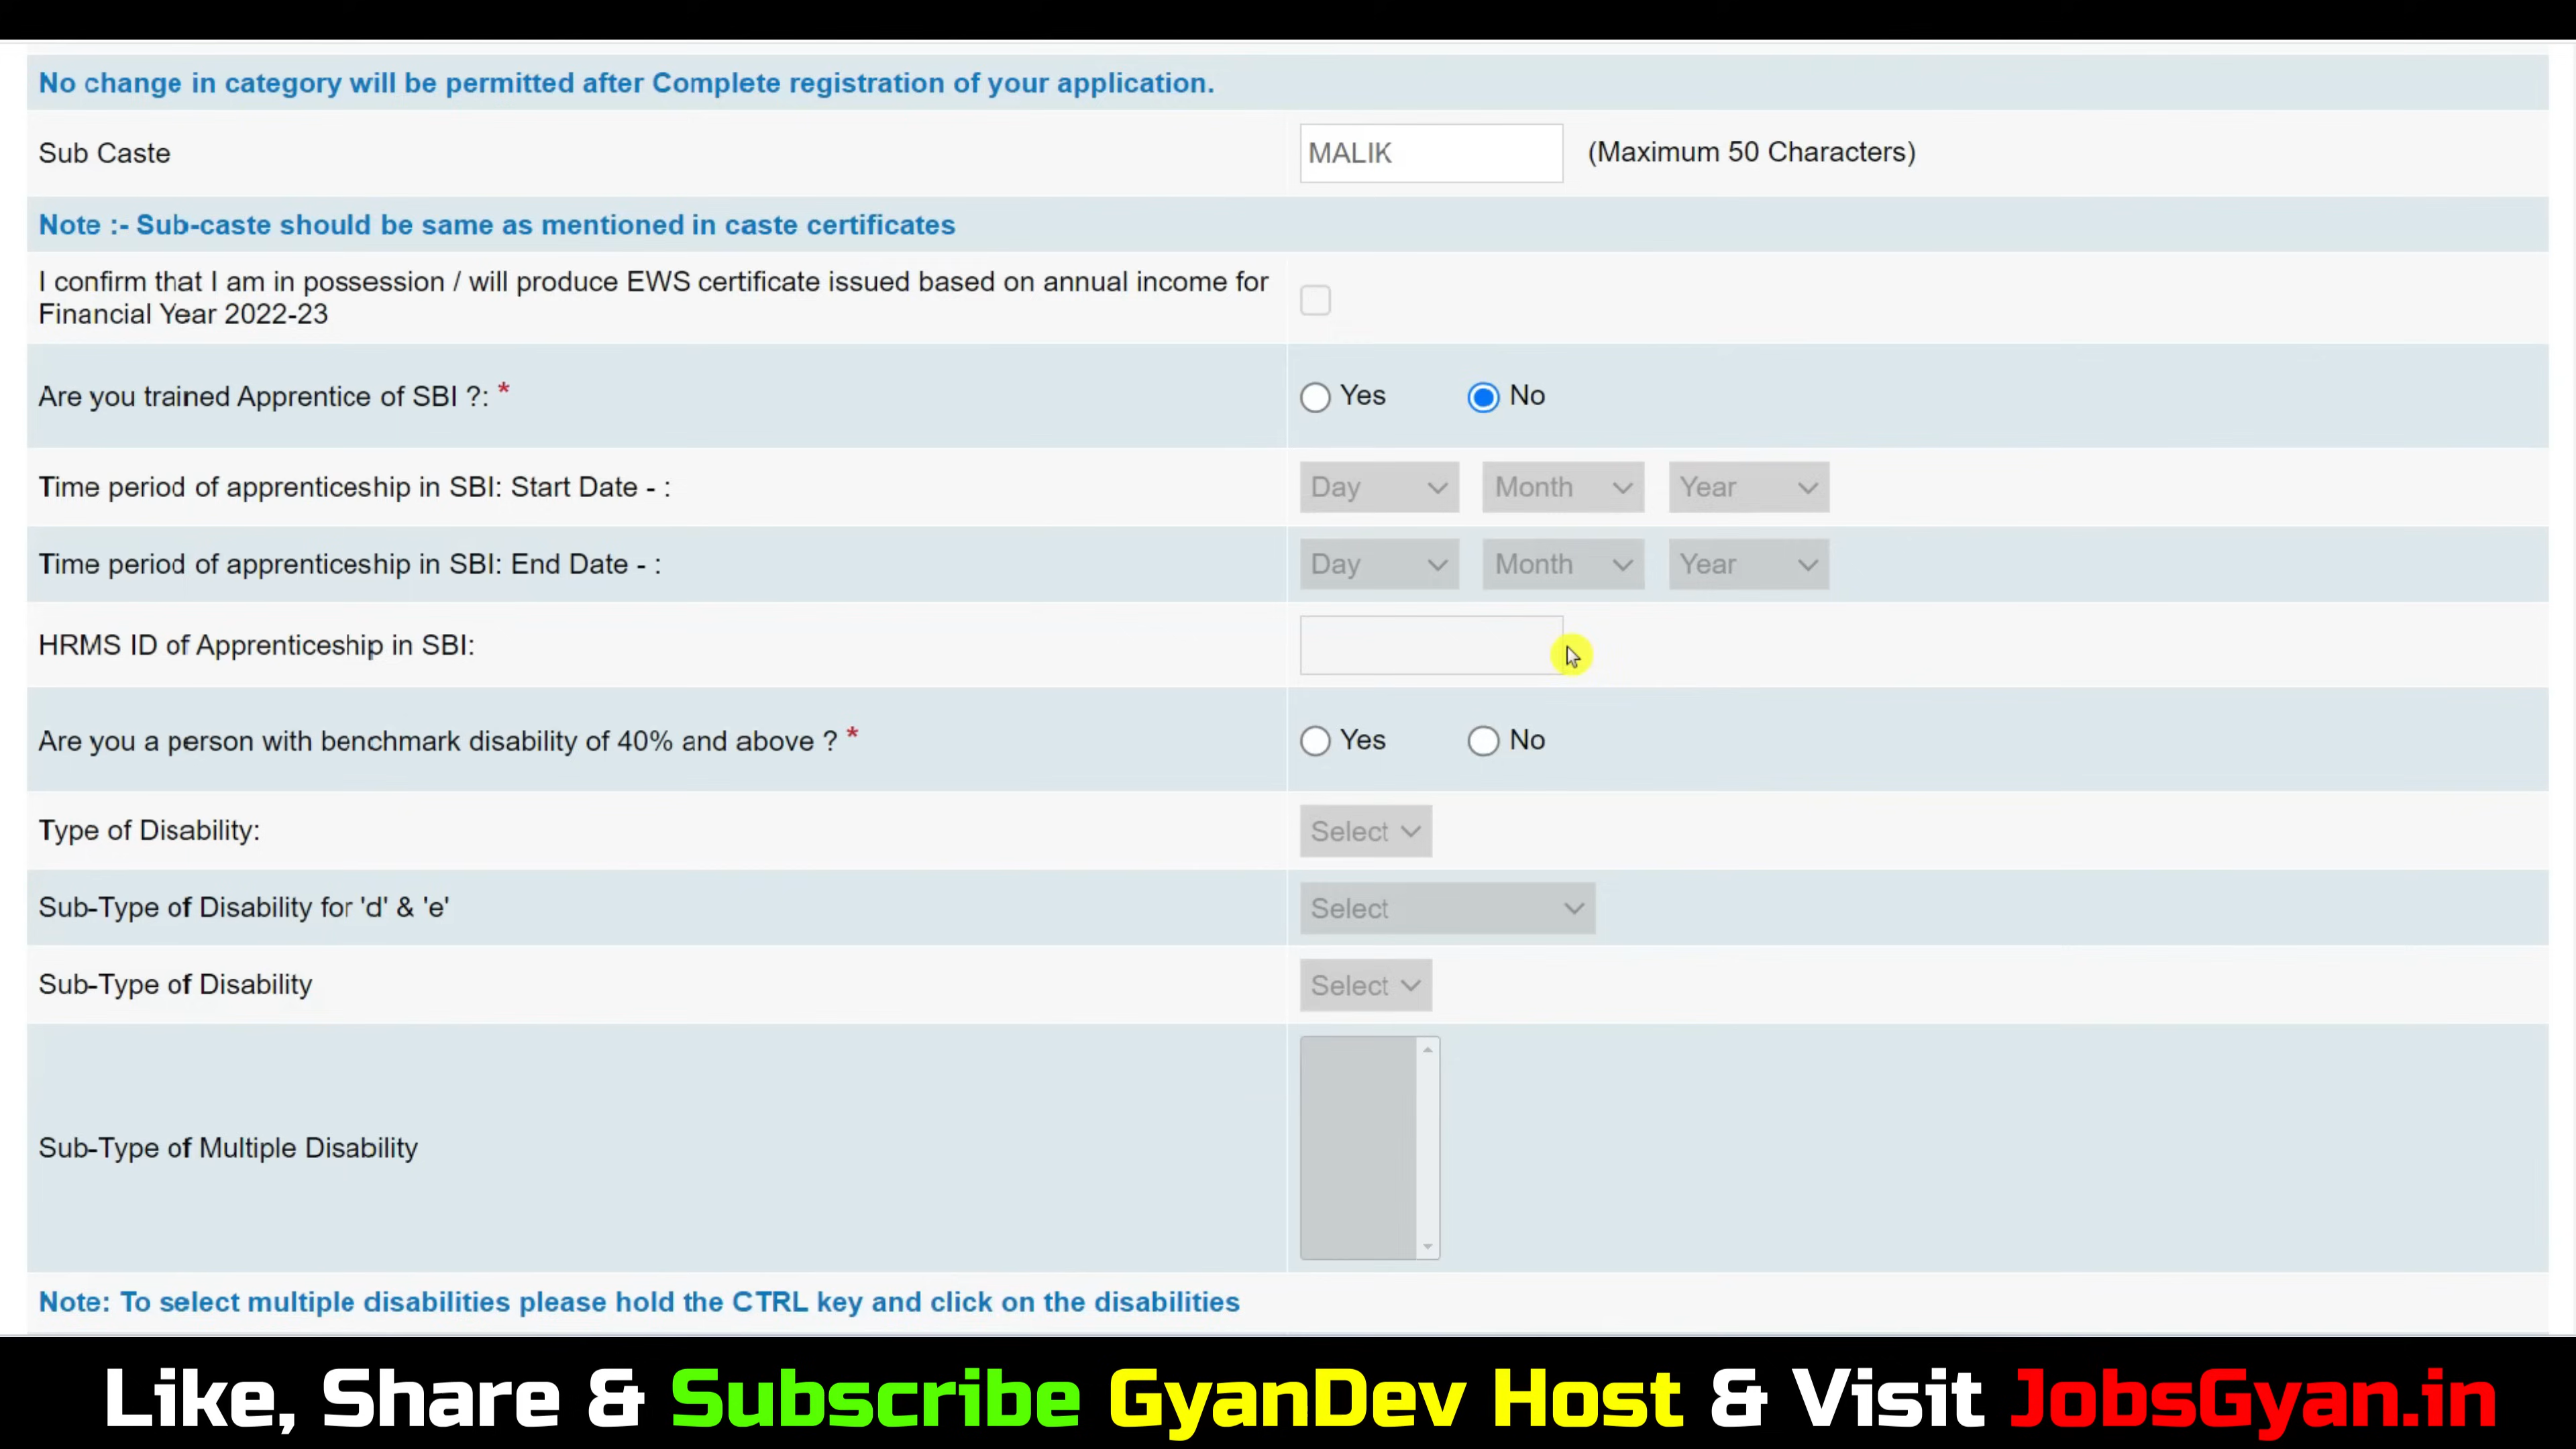 No change in category will be permitted after Complete registration of your application.
Sub Caste MALIK (Maximum 50 Characters)
Note :- Sub-caste should be same as mentioned in caste certificates
I confirm that I am in possession / will produce EWS certificate issued based on annual income for
Financial Year 2022-23
Are you trained Apprentice of SBI ?: * Yes No
Time period of apprenticeship in SBI: Start Date - : Day Month Year
Time period of apprenticeship in SBI: End Date - : Day Month Year
HRMS ID of Apprenticeship in SBI:
Are you a person with benchmark disability of 40% and above ? * Yes No
Type of Disability: Select
Sub-Type of Disability for 'd' & 'e' Select
Sub-Type of Disability Select
Sub-Type of Multiple Disability
Note: To select multiple disabilities please hold the CTRL key and click on the disabilities
Like, Share & Subscribe GyanDev Host & Visit JobsGyan.in